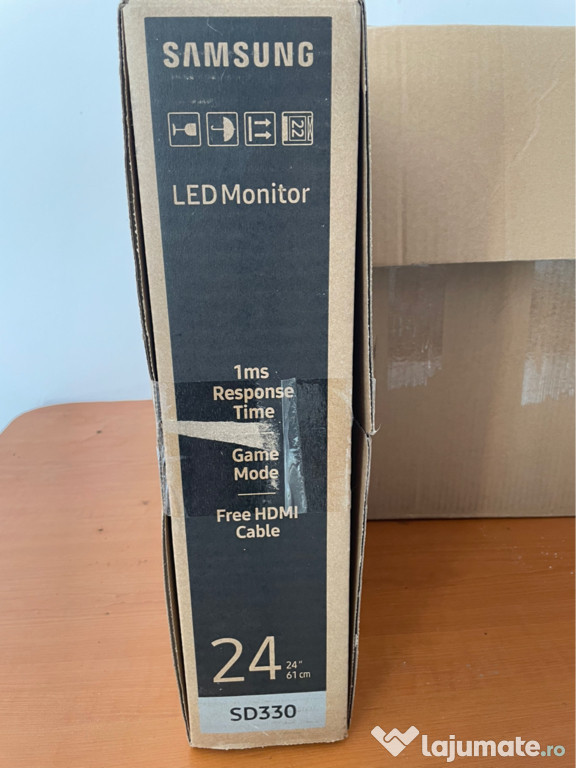 SAMSUNG
22
LED Monitor
1ms
Response
Time
Game
Mode
Free HDMI
Cable
24
24"
61 cm
SD330
lajumate.ro